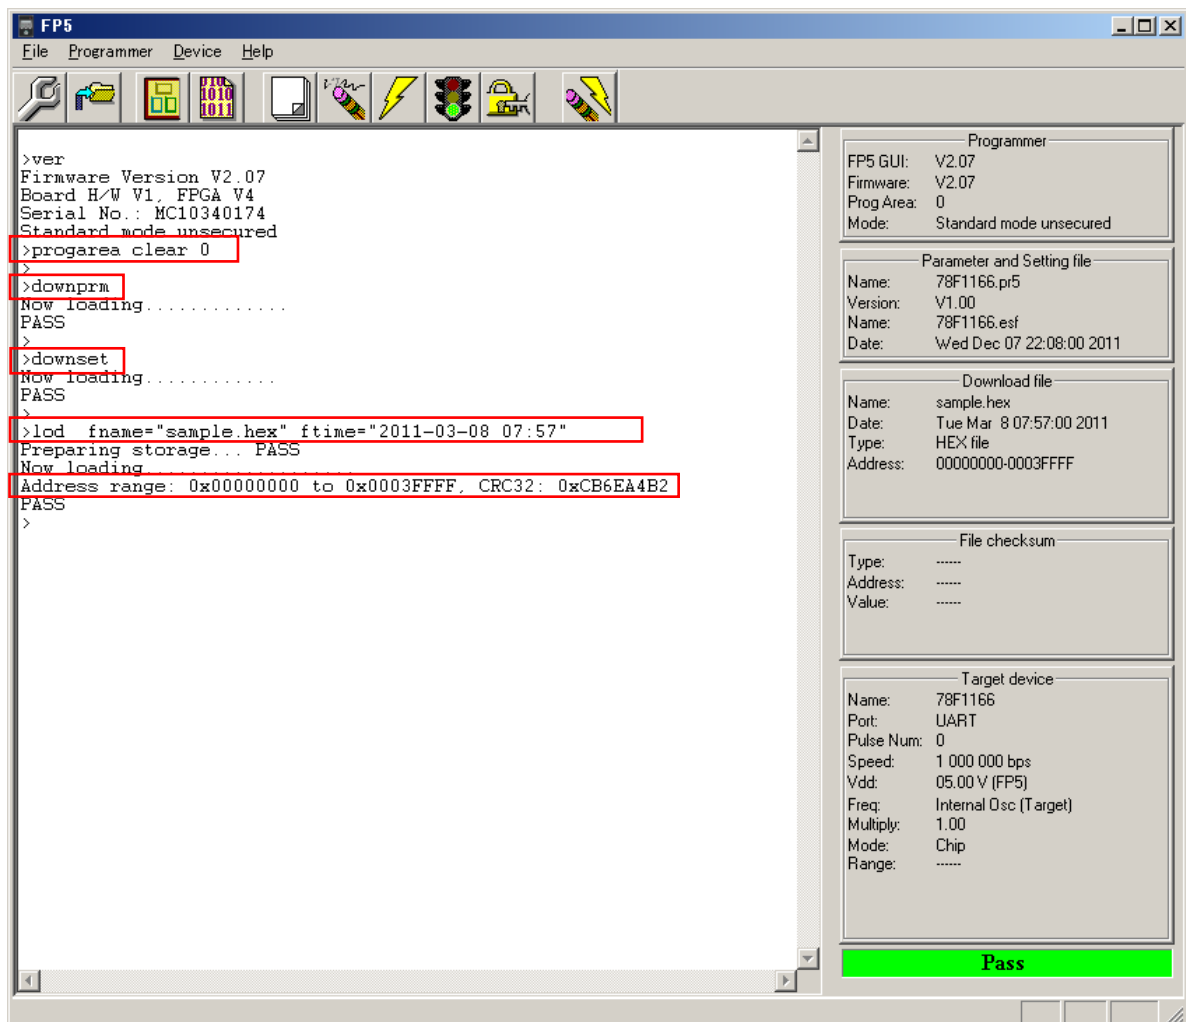 FP5
File Programmer Device Help
>ver
Firmware Version V2.07
Board H/W V1, FPGA V4
Serial No.: MC10340174
Standard mode unsecured
>progarea clear 0
>
>downprm
Now loading.............
PASS
>
>downset
Now loading............
PASS
>
>lod fname="sample.hex" ftime="2011-03-08 07:57"
Preparing storage... PASS
Now loading...................
Address range: 0x00000000 to 0x0003FFFF, CRC32: 0xCB6EA4B2
PASS
>
Programmer
FP5 GUI: V2.07
Firmware: V2.07
Prog Area: 0
Mode: Standard mode unsecured
Parameter and Setting file
Name: 78F1166.pr5
Version: V1.00
Name: 78F1166.esf
Date: Wed Dec 07 22:08:00 2011
Download file
Name: sample.hex
Date: Tue Mar 8 07:57:00 2011
Type: HEX file
Address: 00000000-0003FFFF
File checksum
Type: ------
Address: ------
Value: ------
Target device
Name: 78F1166
Port: UART
Pulse Num: 0
Speed: 1 000 000 bps
Vdd: 05.00 V (FP5)
Freq: Internal Osc (Target)
Multiply: 1.00
Mode: Chip
Range: ------
Pass